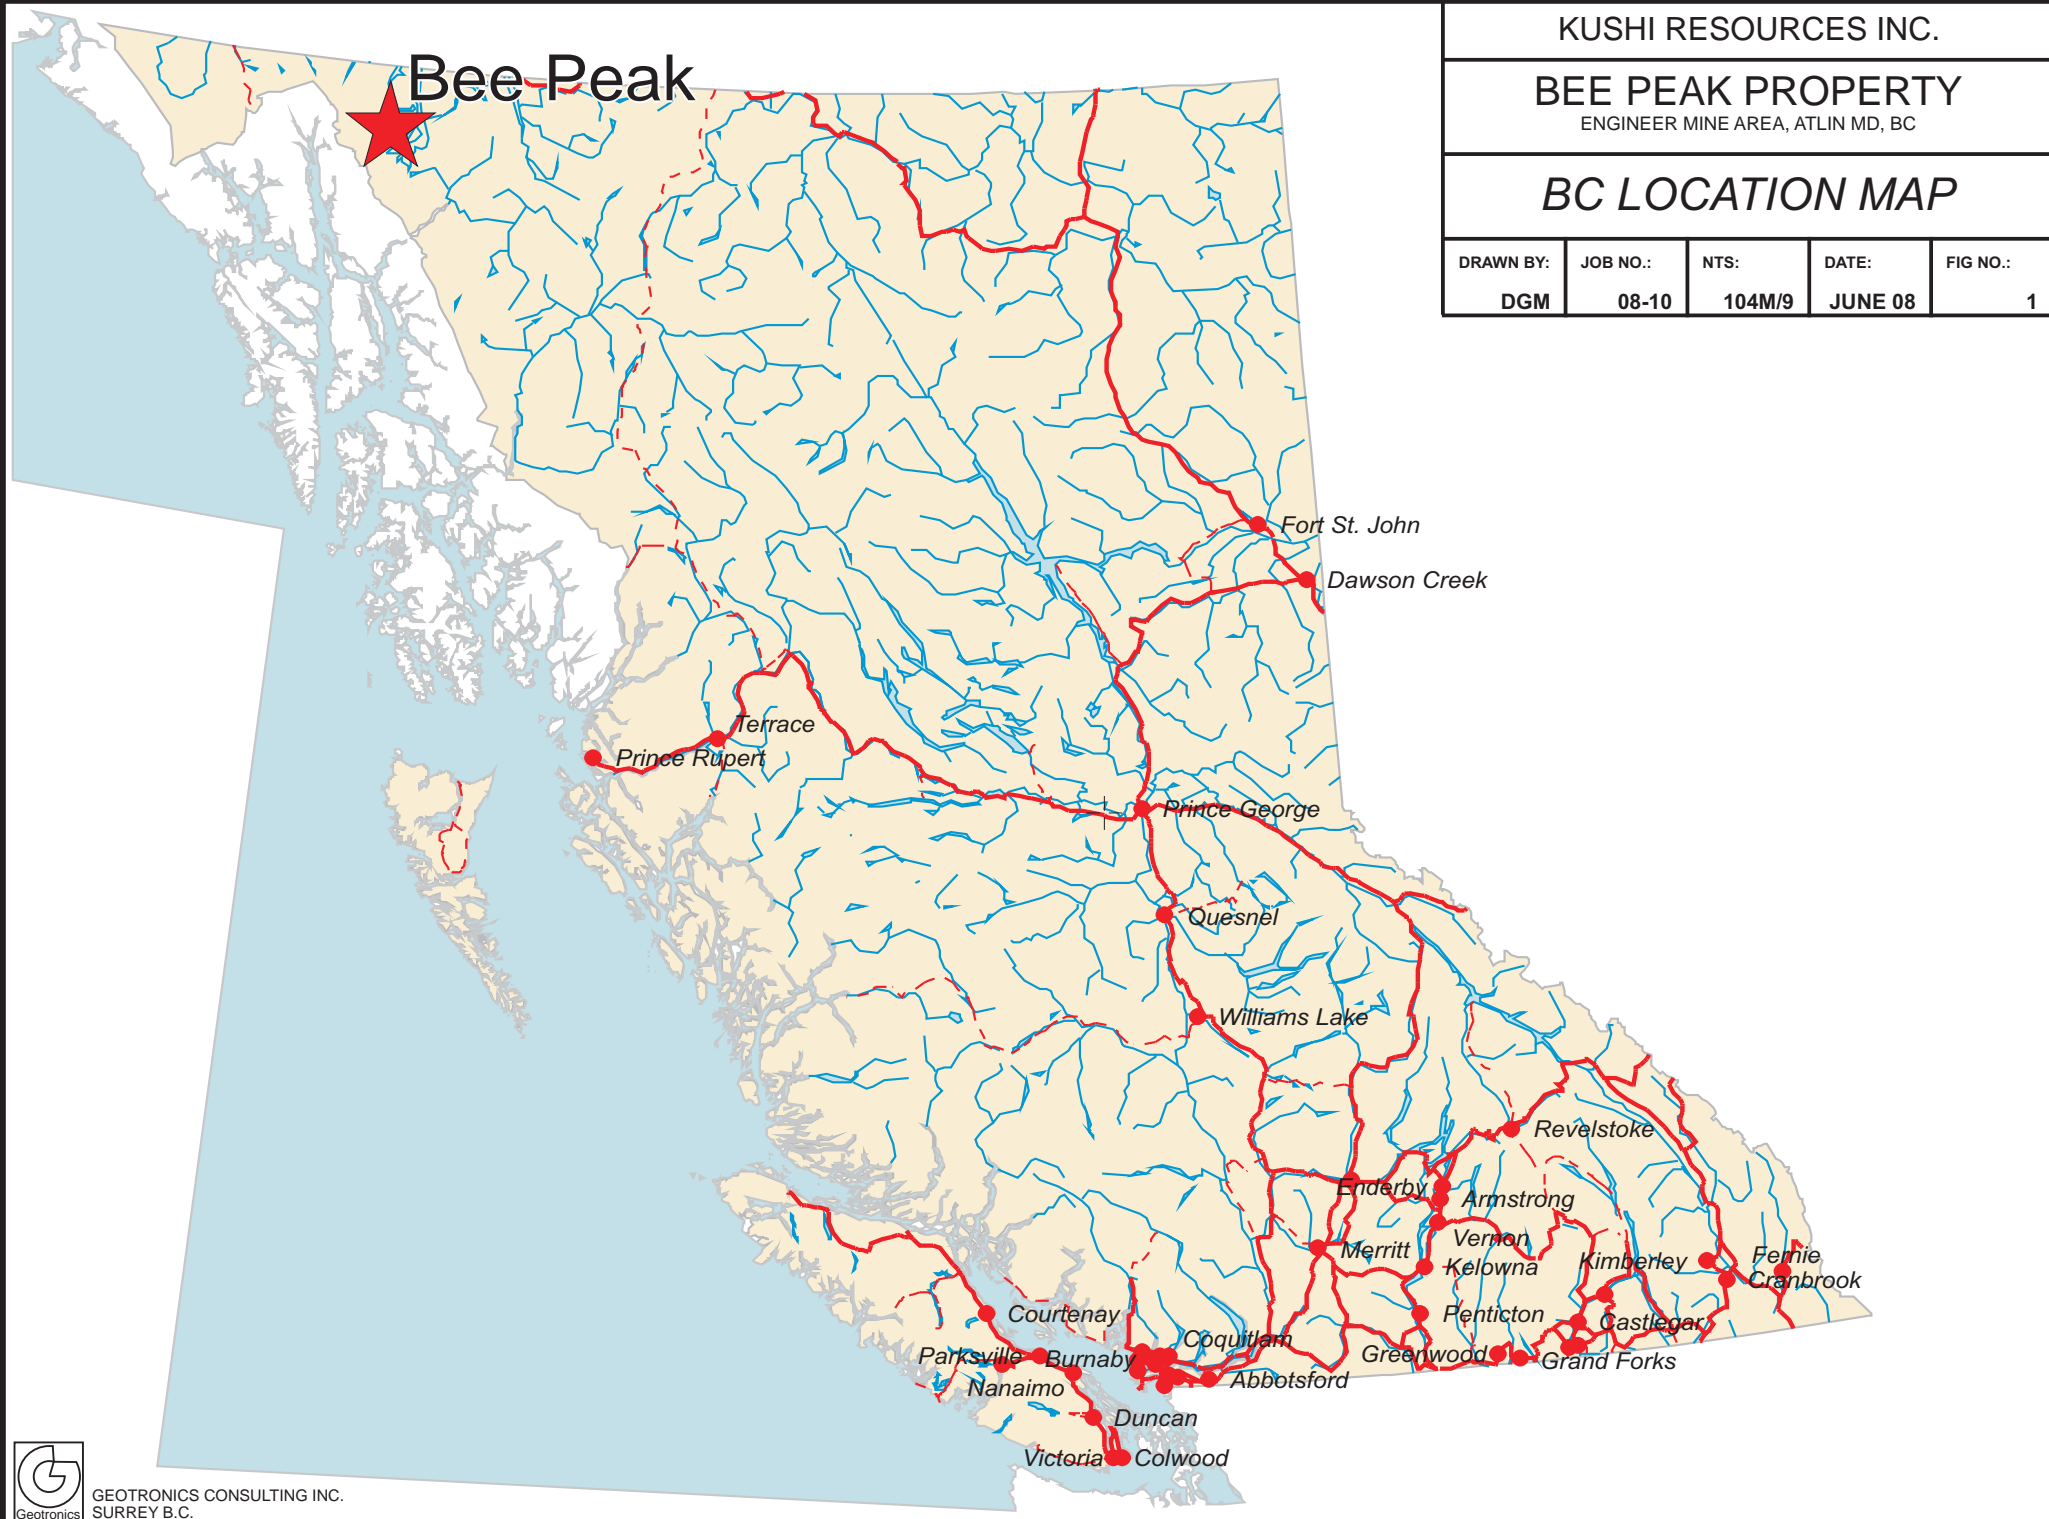 KUSHI RESOURCES INC.
BEE PEAK PROPERTY
ENGINEER MINE AREA, ATLIN MD, BC
BC LOCATION MAP
DRAWN BY:
DGM
JOB NO.:
08-10
NTS:
104M/9
DATE:
JUNE 08
FIG NO.:
1
Bee Peak
Fort St. John
Dawson Creek
Terrace
Prince Rupert
Prince George
Quesnel
Williams Lake
Revelstoke
Enderby
Armstrong
Vernon
Merritt
Kelowna
Kimberley
Fernie
Cranbrook
Courtenay
Penticton
Castlegar
Coquitlam
Parksville
Burnaby
Greenwood
Grand Forks
Nanaimo
Abbotsford
Duncan
Victoria
Colwood
Geotronics
GEOTRONICS CONSULTING INC.
SURREY B.C.